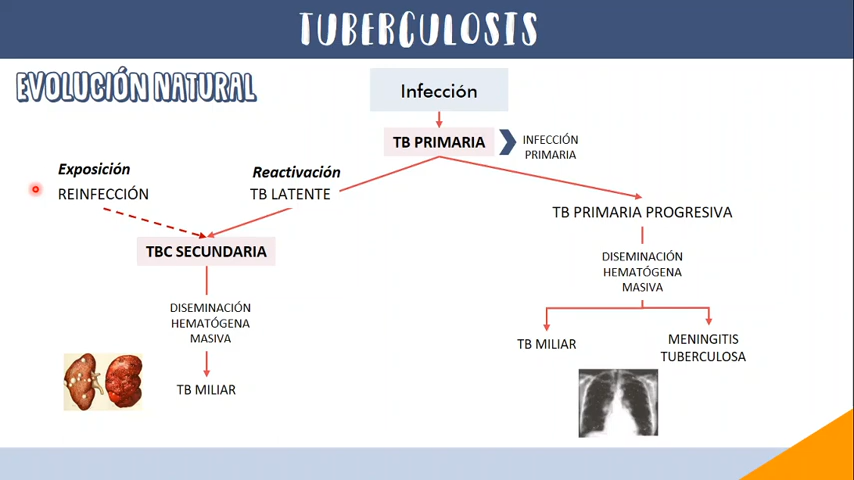 TUBERCULOSIS
EVOLUCIÓN NATURAL
Infección
TB PRIMARIA
INFECCIÓN
PRIMARIA
Exposición
REINFECCIÓN
Reactivación
TB LATENTE
TBC SECUNDARIA
DISEMINACIÓN
HEMATÓGENA
MASIVA
TB MILIAR
TB PRIMARIA PROGRESIVA
DISEMINACIÓN
HEMATÓGENA
MASIVA
TB MILIAR
MENINGITIS
TUBERCULOSA